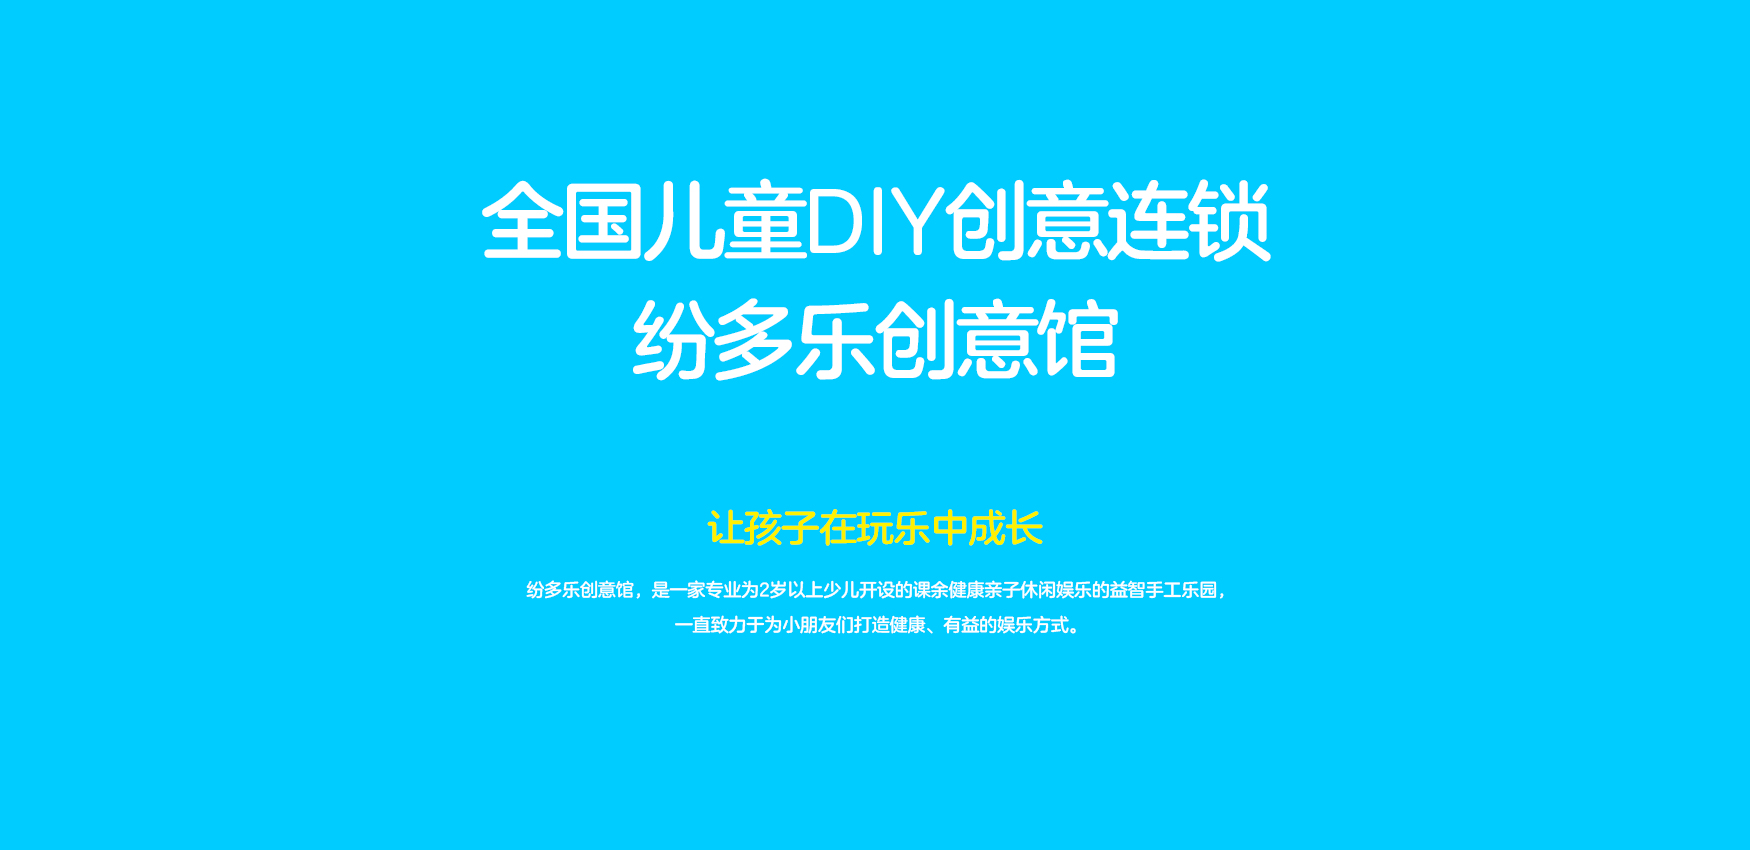 全国儿童DIY创意连锁
纷多乐创意馆
让孩子在玩乐中成长
纷多乐创意馆，是一家专业为2岁以上少儿开设的课余健康亲子休闲娱乐的益智手工乐园，
一直致力于为小朋友们打造健康、有益的娱乐方式。